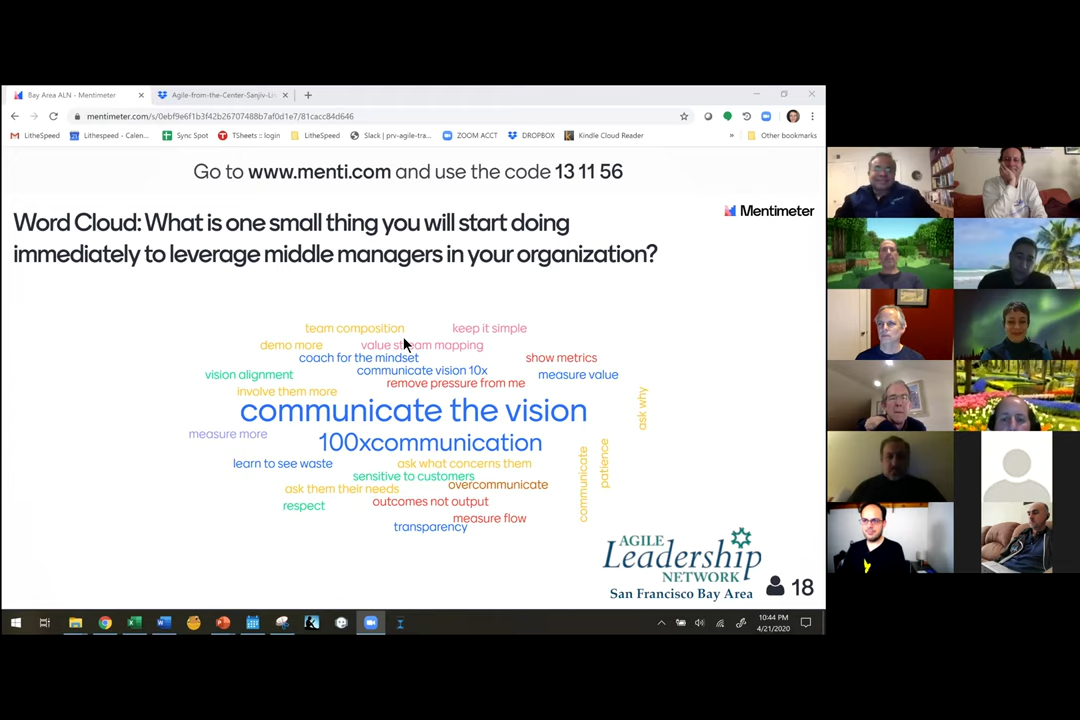 Bay Area ALN - Mentimeter
Agile-from-the-Center-Sanjiv-Li
mentimeter.com/s/0ebf9e6f1b3f42b26707488b7af0d1e7/81cacc84d646
LitheSpeed
LitheSpeed - Calen...
Sync Spot
TSheets :: login
LitheSpeed
Slack | prv-agile-tra...
ZOOM ACCT
DROPBOX
Kindle Cloud Reader
»
Other bookmarks
Go to www.menti.com and use the code 13 11 56
Mentimeter
Word Cloud: What is one small thing you will start doing
immediately to leverage middle managers in your organization?
team composition
keep it simple
demo more
value stream mapping
coach for the mindset
show metrics
communicate vision 10x
vision alignment
measure value
remove pressure from me
involve them more
ask why
communicate the vision
measure more
100xcommunication
learn to see waste
ask what concerns them
patience
communicate
sensitive to customers
overcommunicate
ask them their needs
outcomes not output
respect
measure flow
transparency
AGILE
Leadership
NETWORK
San Francisco Bay Area
18
10:44 PM
4/21/2020